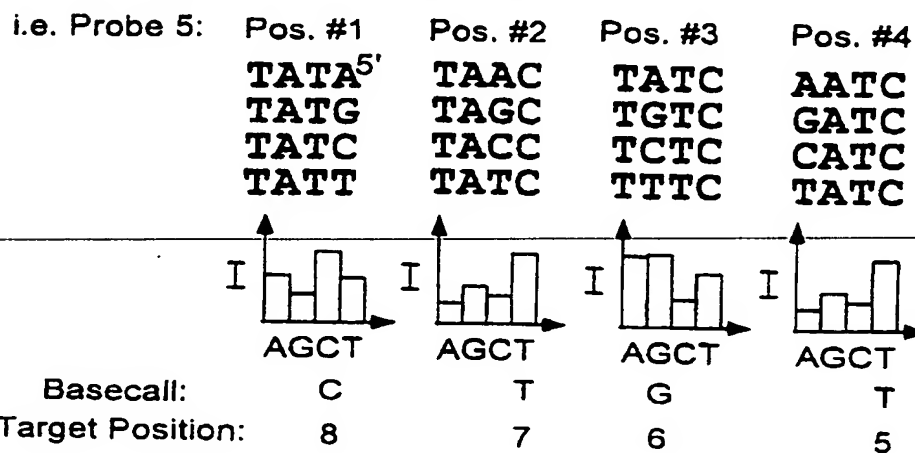 i.e. Probe 5: Pos. #1 Pos. #2 Pos. #3 Pos. #4
TATA5' TAAC TATC AATC
TATG TAGC TGTC GATC
TATC TACC TCTC CATC
TATT TATC TTTC TATC
I I I I
AGCT AGCT AGCT AGCT
Basecall: C T G T
Target Position: 8 7 6 5